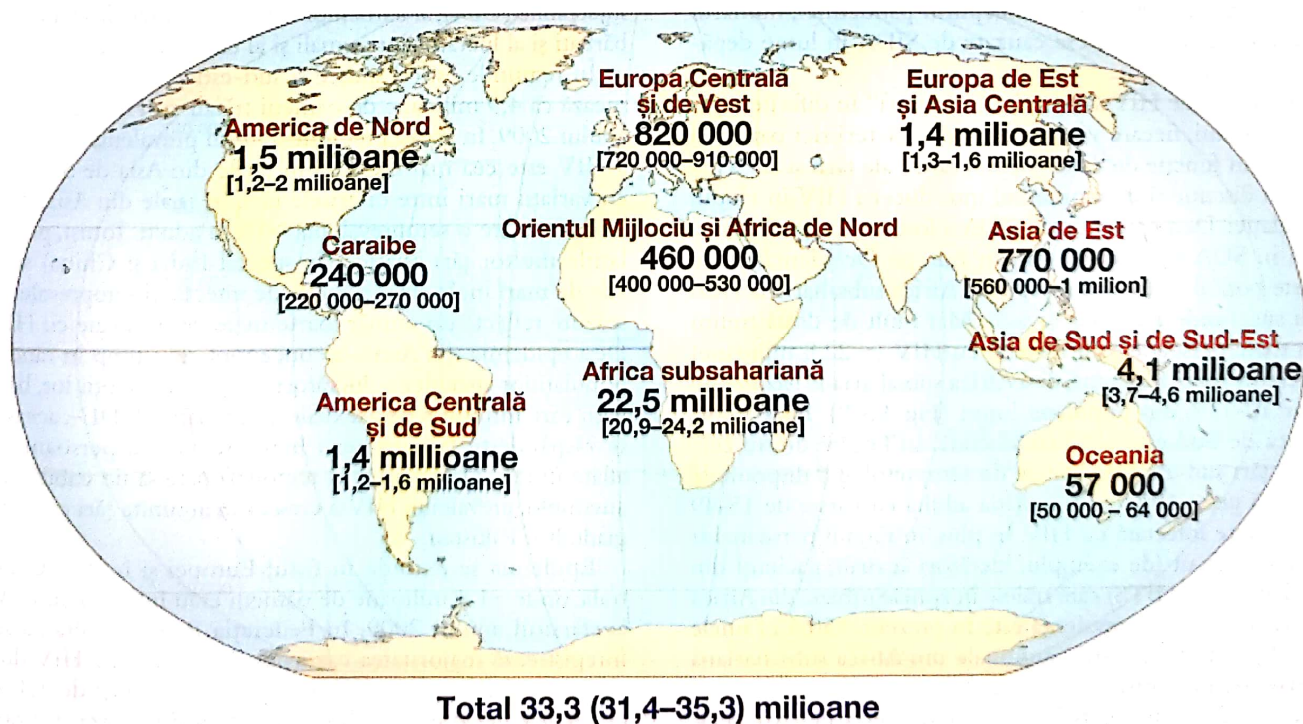 America de Nord
1,5 milioane
[1,2–2 milioane]
Europa Centrală
și de Vest
820 000
[720 000–910 000]
Europa de Est
și Asia Centrală
1,4 milioane
[1,3–1,6 milioane]
Caraibe
240 000
[220 000–270 000]
Orientul Mijlociu și Africa de Nord
460 000
[400 000–530 000]
Asia de Est
770 000
[560 000–1 milion]
Asia de Sud și de Sud-Est
4,1 milioane
[3,7–4,6 milioane]
America Centrală
și de Sud
1,4 milioane
[1,2–1,6 milioane]
Africa subsahariană
22,5 milioane
[20,9–24,2 milioane]
Oceania
57 000
[50 000 – 64 000]
Total 33,3 (31,4–35,3) milioane